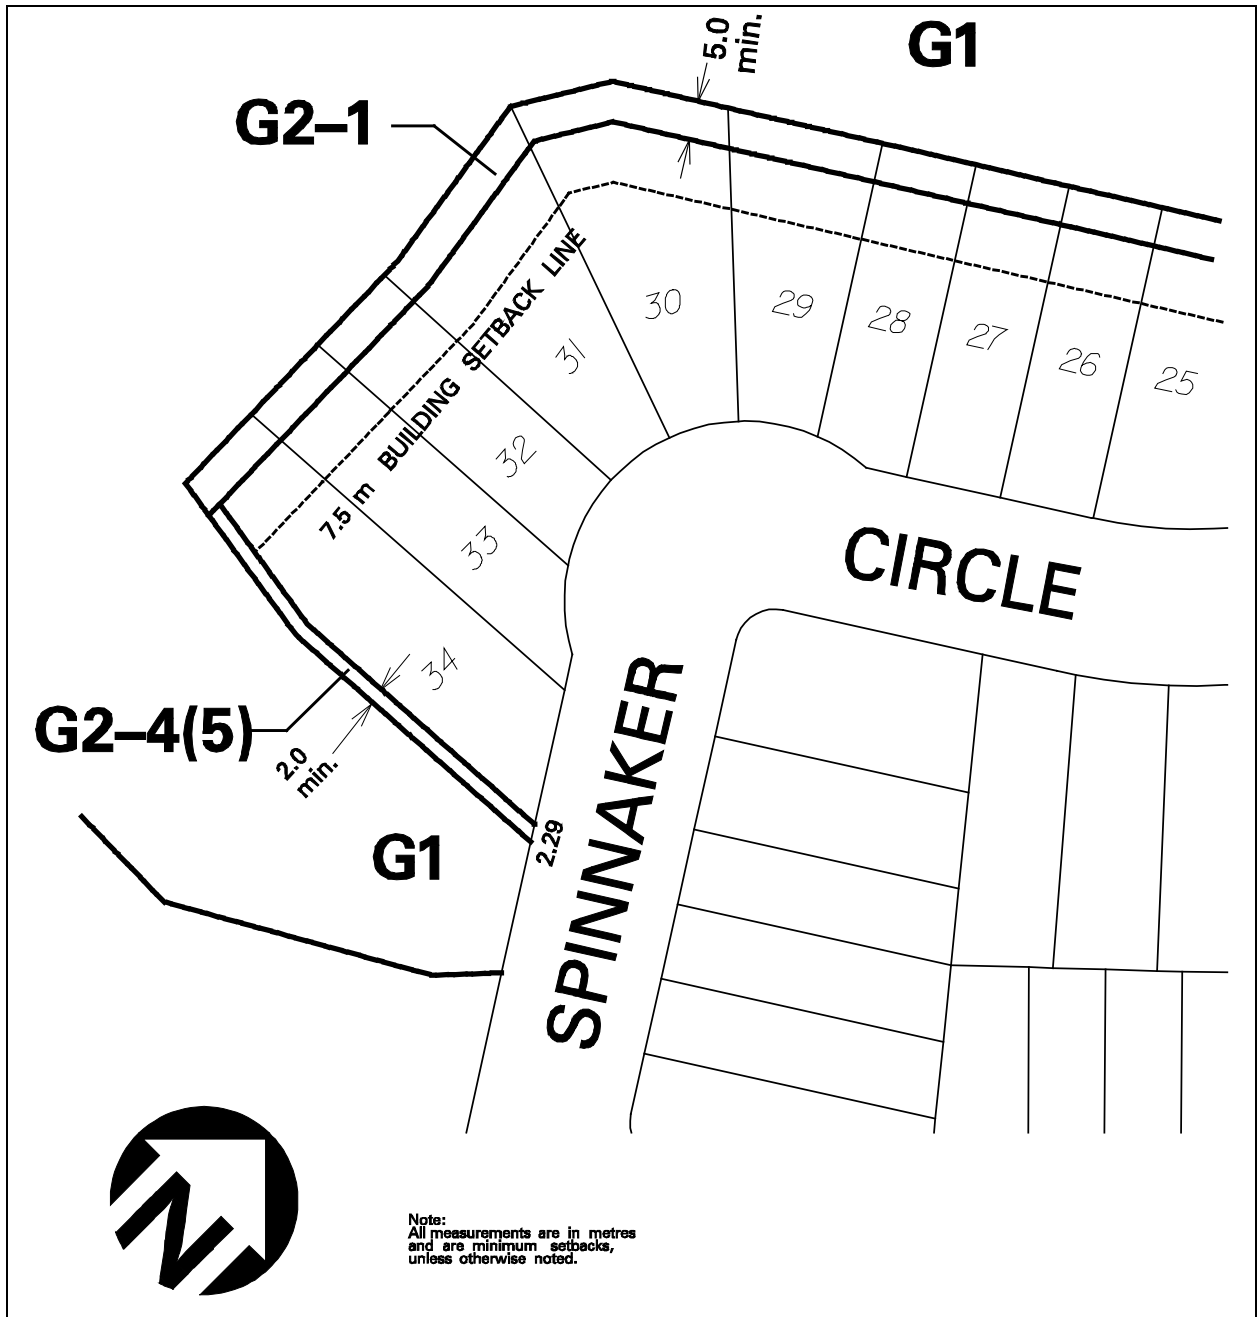 5.0
min.
G1
G2–1
7.5 m BUILDING SETBACK LINE
30
29
28
27
26
25
31
32
33
34
CIRCLE
SPINNAKER
G2–4(5)
2.0
min.
2.29
G1
N
Note:
All measurements are in metres
and are minimum setbacks,
unless otherwise noted.